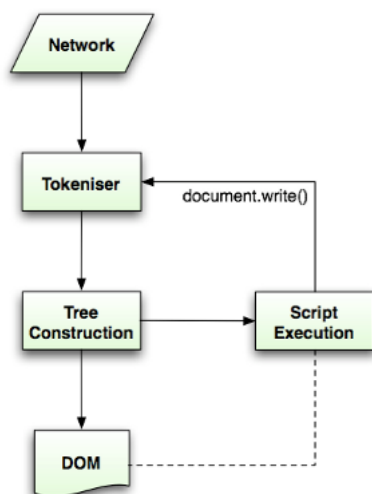 Network
Tokeniser
document.write()
Tree
Construction
Script
Execution
DOM